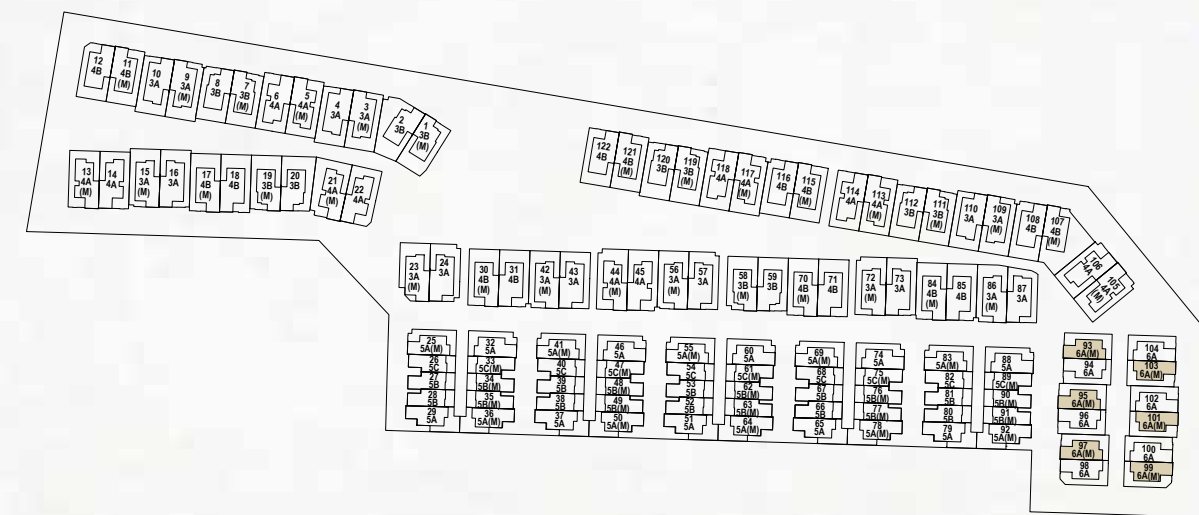 12
4B
11
4B
(M)
10
3A
9
3A
(M)
8
3B
7
3B
(M)
6
4A
5
4A
(M)
4
3A
3
3A
(M)
2
3B
1
3B
(M)
13
4A
(M)
14
4A
15
3A
(M)
16
3A
17
4B
(M)
18
4B
19
3B
(M)
20
3B
21
4A
(M)
22
4A
122
4B
121
4B
(M)
120
3B
119
3B
(M)
118
4A
117
4A
(M)
116
4B
115
4B
(M)
114
4A
113
4A
(M)
112
3B
111
3B
(M)
110
3A
109
3A
(M)
108
4B
107
4B
(M)
106
4A
105
4A
(M)
23
3A
(M)
24
3A
30
4B
(M)
31
4B
42
3A
(M)
43
3A
44
4A
(M)
45
4A
56
3A
(M)
57
3A
58
3B
(M)
59
3B
70
4B
(M)
71
4B
72
3A
(M)
73
3A
84
4B
(M)
85
4B
86
3A
(M)
87
3A
25
5A(M)
26
5C
27
5B
28
5B
29
5A
32
5A
33
5C(M)
34
5B(M)
35
5B(M)
36
5A(M)
41
5A(M)
40
5C
39
5B
38
5B
37
5A
46
5A
47
5C(M)
48
5B(M)
49
5B(M)
50
5A(M)
55
5A(M)
54
5C
53
5B
52
5B
51
5A
60
5A
61
5C(M)
62
5B(M)
63
5B(M)
64
5A(M)
69
5A(M)
68
5C
67
5B
66
5B
65
5A
74
5A
75
5C(M)
76
5B(M)
77
5B(M)
78
5A(M)
83
5A(M)
82
5C
81
5B
80
5B
79
5A
88
5A
89
5C(M)
90
5B(M)
91
5B(M)
92
5A(M)
93
6A(M)
94
6A
95
6A(M)
96
6A
97
6A(M)
98
6A
104
6A
103
6A(M)
102
6A
101
6A(M)
100
6A
99
6A(M)